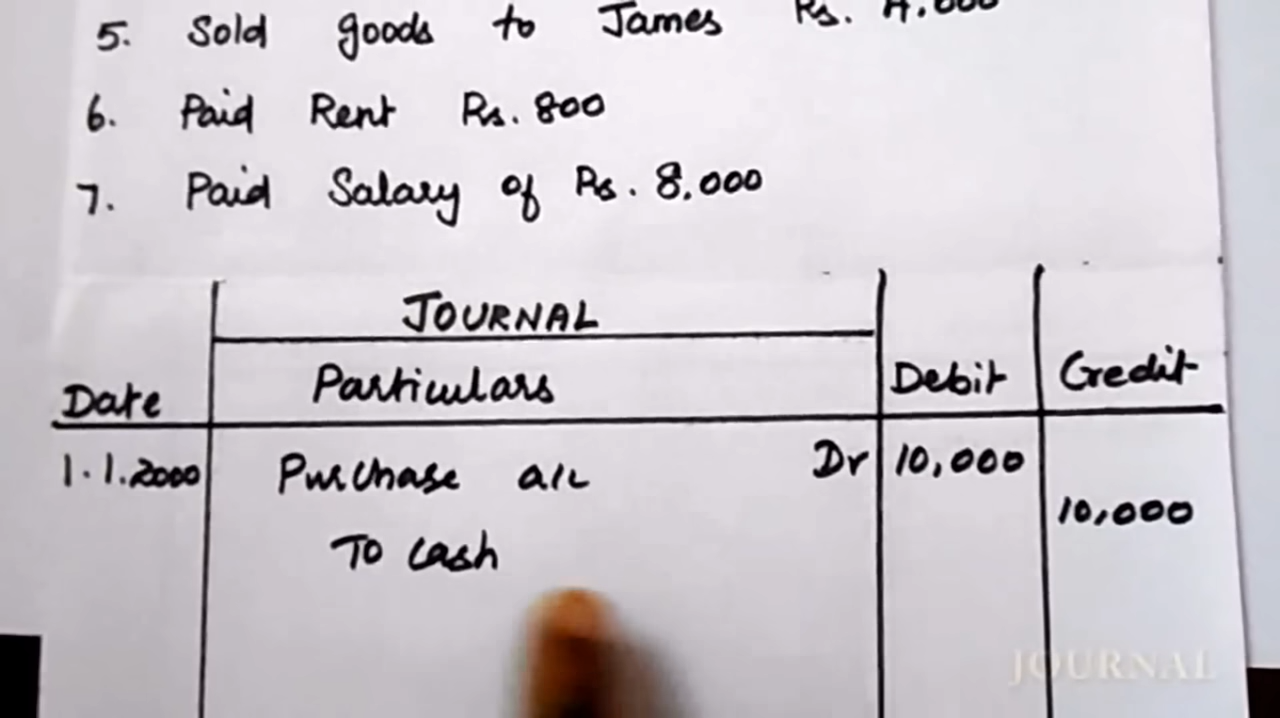 5. Sold goods to James Rs.
6. Paid Rent Rs. 800
7. Paid Salary of Rs. 8,000
JOURNAL
Date Particulars Debit Credit
1.1.2000 Purchase a/c Dr 10,000
To cash 10,000
JOURNAL